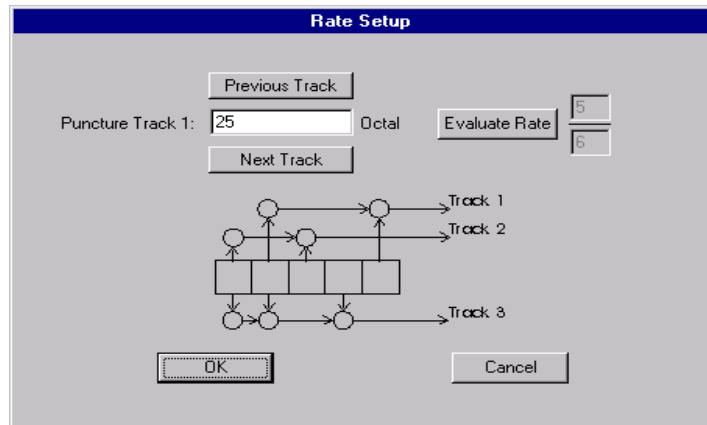 Rate Setup
Previous Track
Puncture Track 1: 25 Octal Evaluate Rate 5
6
Next Track
Track 1
Track 2
Track 3
OK Cancel